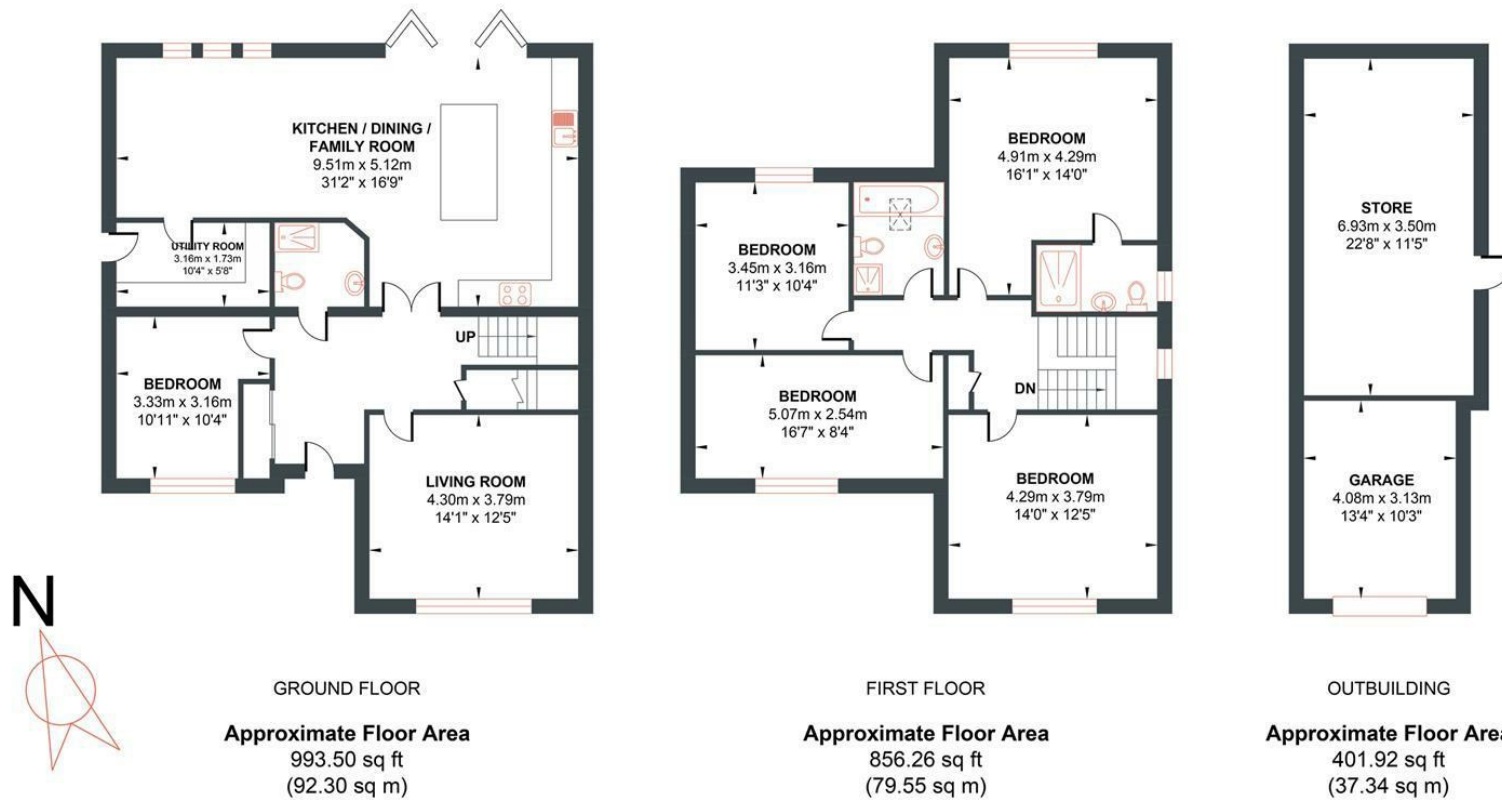 KITCHEN / DINING /
FAMILY ROOM
9.51m x 5.12m
31'2" x 16'9"
UTILITY ROOM
3.16m x 1.73m
10'4" x 5'8"
UP
BEDROOM
3.33m x 3.16m
10'11" x 10'4"
LIVING ROOM
4.30m x 3.79m
14'1" x 12'5"
BEDROOM
4.91m x 4.29m
16'1" x 14'0"
BEDROOM
3.45m x 3.16m
11'3" x 10'4"
BEDROOM
5.07m x 2.54m
16'7" x 8'4"
DN
BEDROOM
4.29m x 3.79m
14'0" x 12'5"
STORE
6.93m x 3.50m
22'8" x 11'5"
GARAGE
4.08m x 3.13m
13'4" x 10'3"
N
GROUND FLOOR
Approximate Floor Area
993.50 sq ft
(92.30 sq m)
FIRST FLOOR
Approximate Floor Area
856.26 sq ft
(79.55 sq m)
OUTBUILDING
Approximate Floor Area
401.92 sq ft
(37.34 sq m)